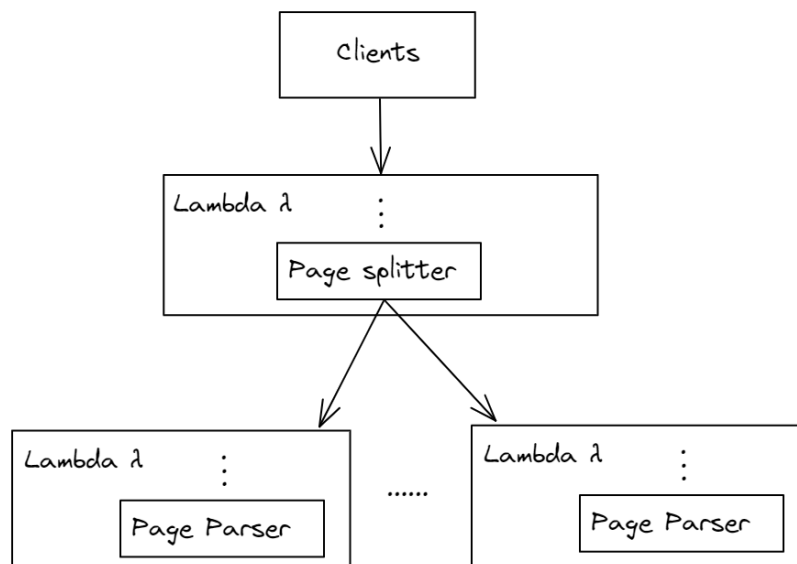 Clients
Lambda λ
Page splitter
Lambda λ
Page Parser
......
Lambda λ
Page Parser